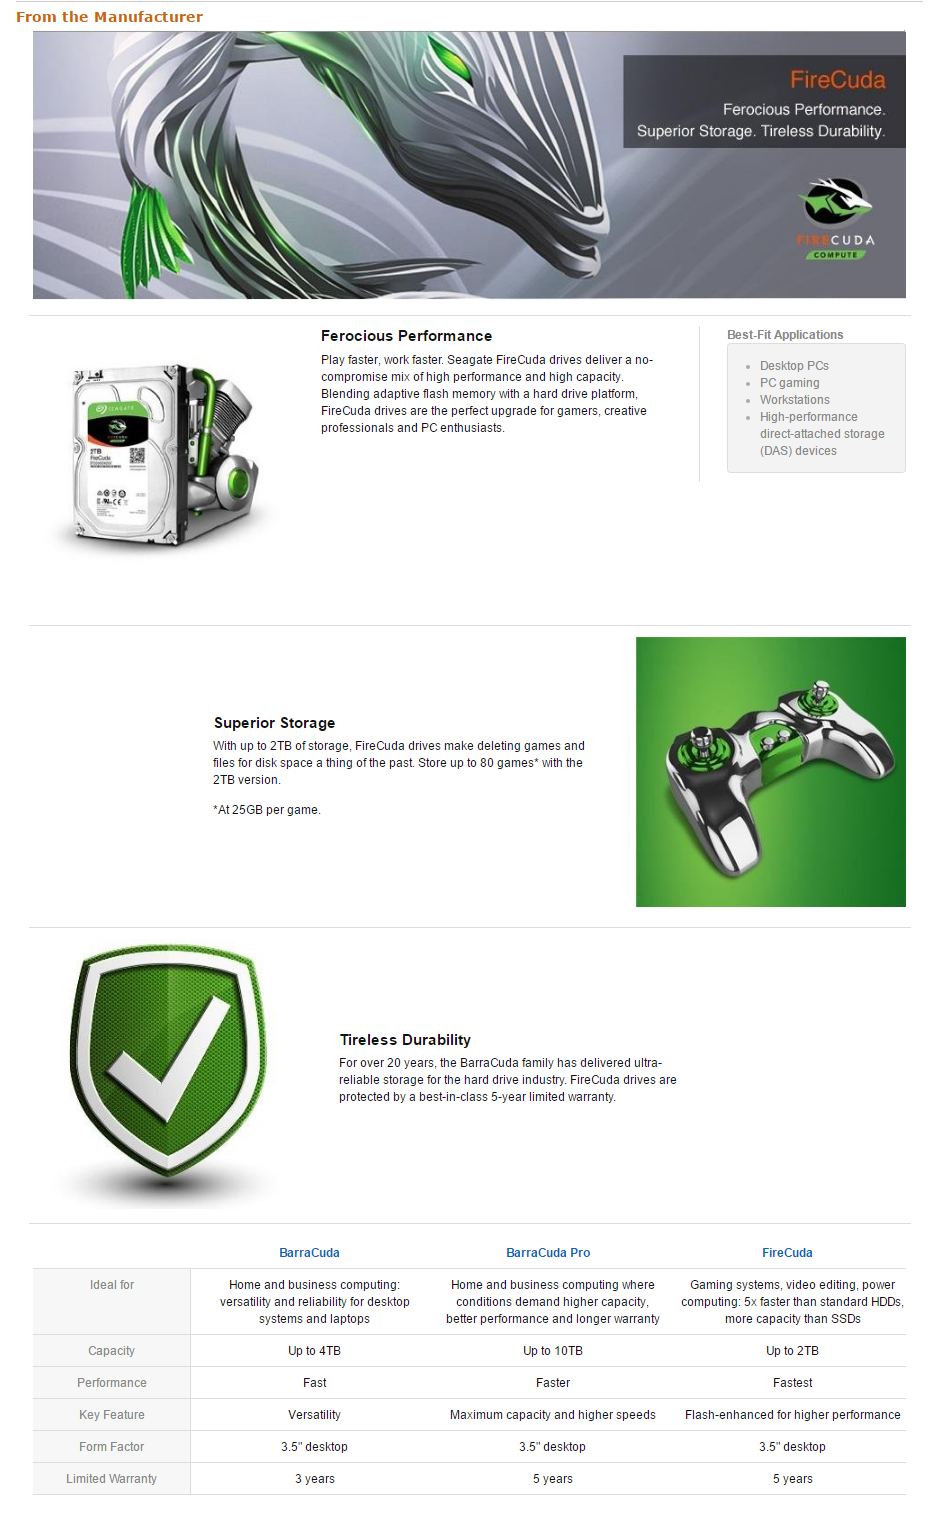 From the Manufacturer
FireCuda
Ferocious Performance.
Superior Storage. Tireless Durability.
FIRECUDA
COMPUTE
Ferocious Performance
Play faster, work faster. Seagate FireCuda drives deliver a no-
compromise mix of high performance and high capacity.
Blending adaptive flash memory with a hard drive platform,
FireCuda drives are the perfect upgrade for gamers, creative
professionals and PC enthusiasts.
Best-Fit Applications
Desktop PCs
PC gaming
Workstations
High-performance
direct-attached storage
(DAS) devices
SEAGATE
FIRECUDA
2TB
FireCuda
Superior Storage
With up to 2TB of storage, FireCuda drives make deleting games and
files for disk space a thing of the past. Store up to 80 games* with the
2TB version.
*At 25GB per game.
Tireless Durability
For over 20 years, the BarraCuda family has delivered ultra-
reliable storage for the hard drive industry. FireCuda drives are
protected by a best-in-class 5-year limited warranty.
BarraCuda BarraCuda Pro FireCuda
Ideal for Home and business computing: Home and business computing where Gaming systems, video editing, power
versatility and reliability for desktop conditions demand higher capacity, computing: 5x faster than standard HDDs,
systems and laptops better performance and longer warranty more capacity than SSDs
Capacity Up to 4TB Up to 10TB Up to 2TB
Performance Fast Faster Fastest
Key Feature Versatility Maximum capacity and higher speeds Flash-enhanced for higher performance
Form Factor 3.5" desktop 3.5" desktop 3.5" desktop
Limited Warranty 3 years 5 years 5 years